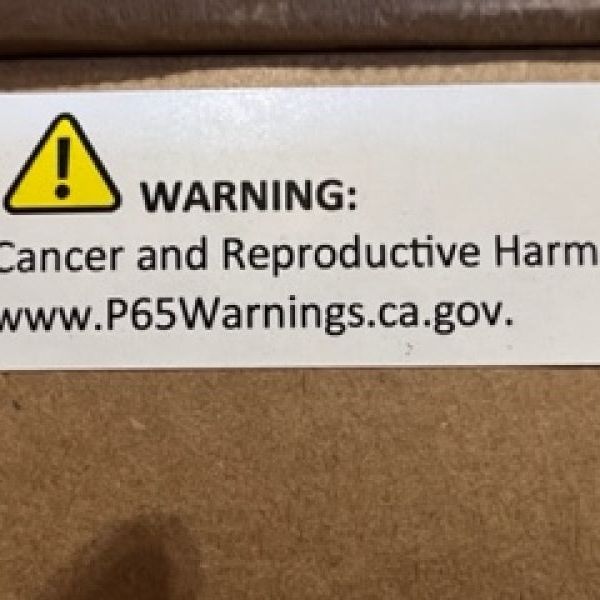 WARNING:
Cancer and Reproductive Harm
www.P65Warnings.ca.gov.